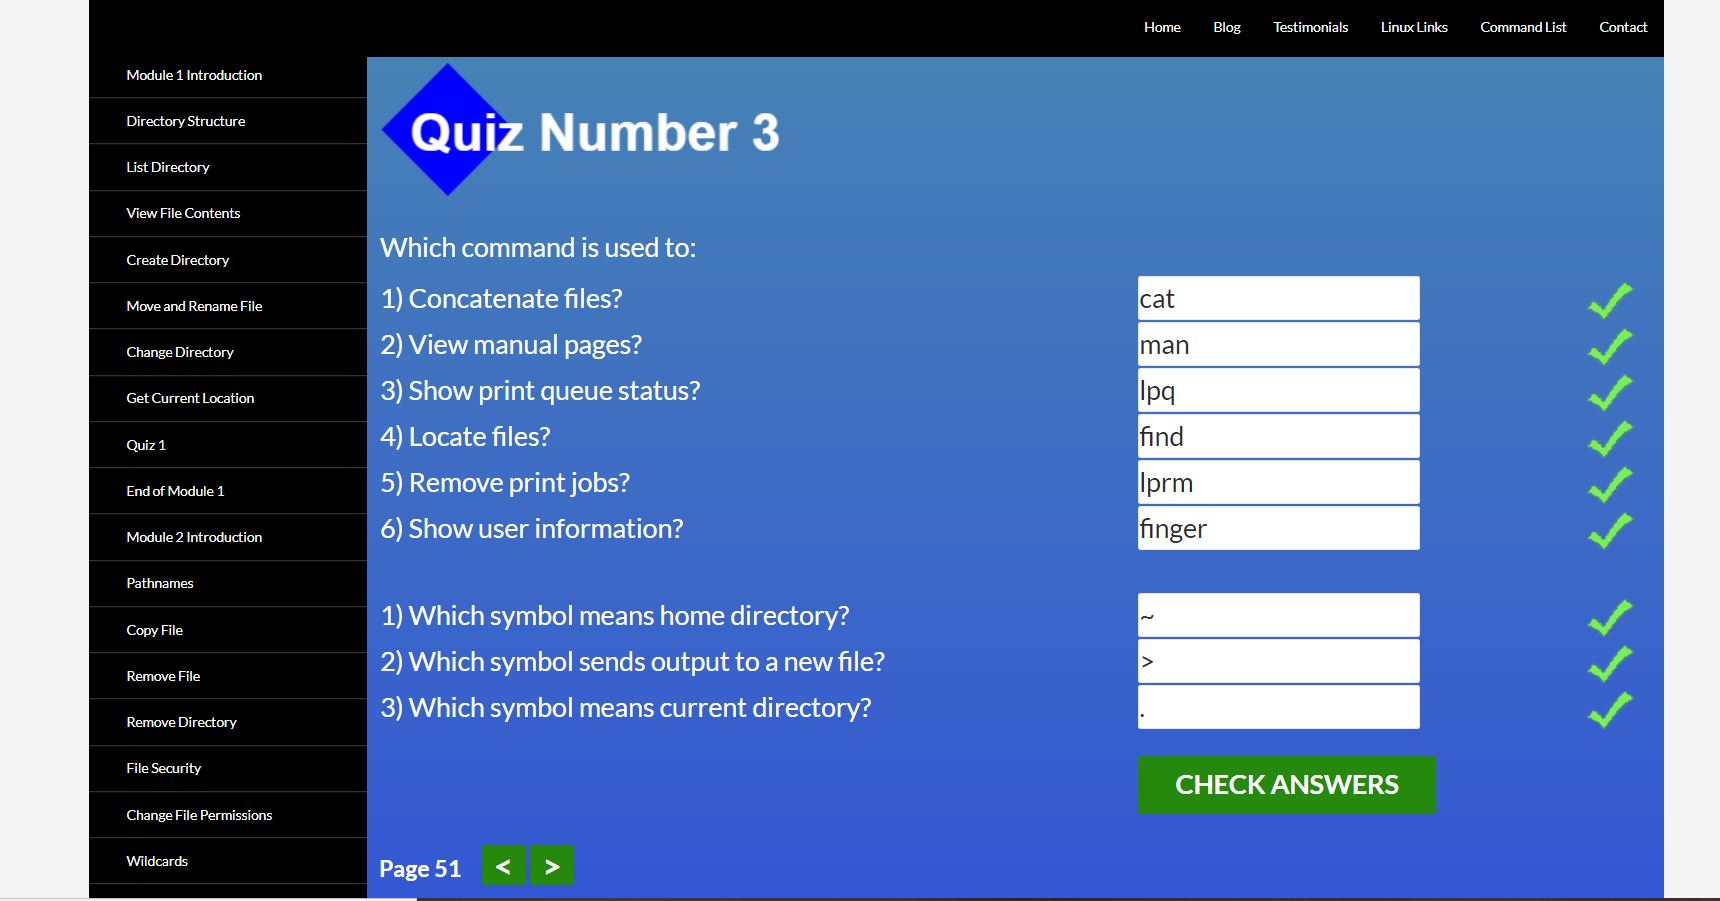 Home Blog Testimonials Linux Links Command List Contact
Module 1 Introduction
Directory Structure
List Directory
View File Contents
Create Directory
Move and Rename File
Change Directory
Get Current Location
Quiz 1
End of Module 1
Module 2 Introduction
Pathnames
Copy File
Remove File
Remove Directory
File Security
Change File Permissions
Wildcards
Quiz Number 3
Which command is used to:
1) Concatenate files? cat
2) View manual pages? man
3) Show print queue status? lpq
4) Locate files? find
5) Remove print jobs? lprm
6) Show user information? finger
1) Which symbol means home directory? ~
2) Which symbol sends output to a new file? >
3) Which symbol means current directory? .
CHECK ANSWERS
Page 51 < >